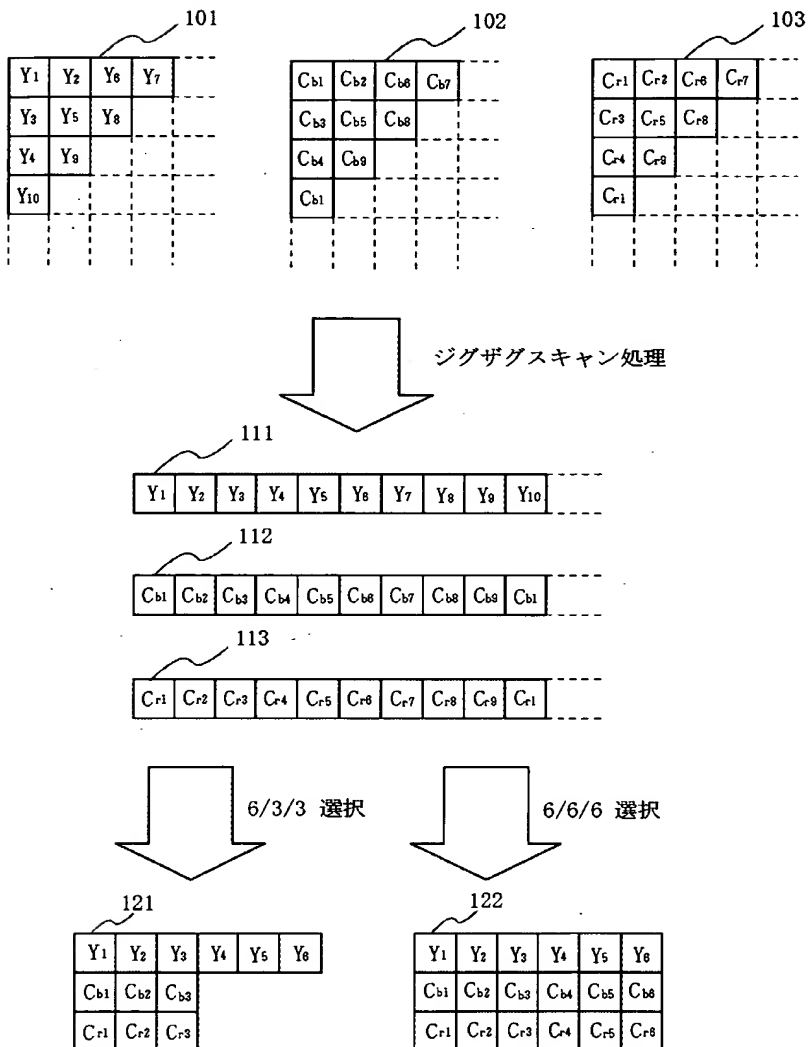 101
102
103
Y1 Y2 Y6 Y7
Y3 Y5 Y8
Y4 Y9
Y10
Cb1 Cb2 Cb6 Cb7
Cb3 Cb5 Cb8
Cb4 Cb9
Cb1
Cr1 Cr2 Cr6 Cr7
Cr3 Cr5 Cr8
Cr4 Cr9
Cr1
ジグザグスキャン処理
111
Y1 Y2 Y3 Y4 Y5 Y6 Y7 Y8 Y9 Y10
112
Cb1 Cb2 Cb3 Cb4 Cb5 Cb6 Cb7 Cb8 Cb9 Cb1
113
Cr1 Cr2 Cr3 Cr4 Cr5 Cr6 Cr7 Cr8 Cr9 Cr1
6/3/3 選択
6/6/6 選択
121
Y1 Y2 Y3 Y4 Y5 Y6
Cb1 Cb2 Cb3
Cr1 Cr2 Cr3
122
Y1 Y2 Y3 Y4 Y5 Y6
Cb1 Cb2 Cb3 Cb4 Cb5 Cb6
Cr1 Cr2 Cr3 Cr4 Cr5 Cr6